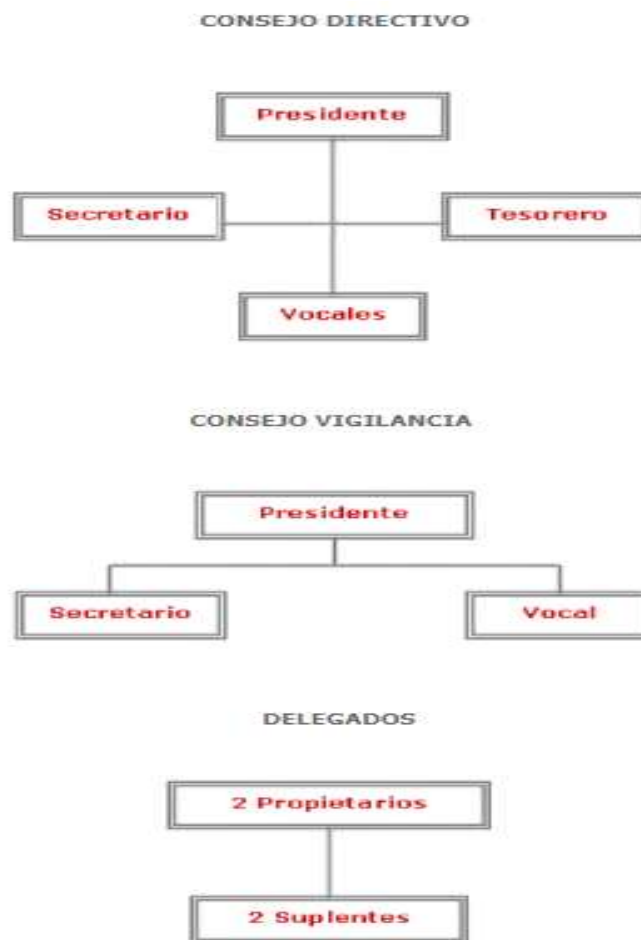 CONSEJO DIRECTIVO
Presidente
Secretario
Tesorero
Vocales
CONSEJO VIGILANCIA
Presidente
Secretario
Vocal
DELEGADOS
2 Propietarios
2 Suplentes